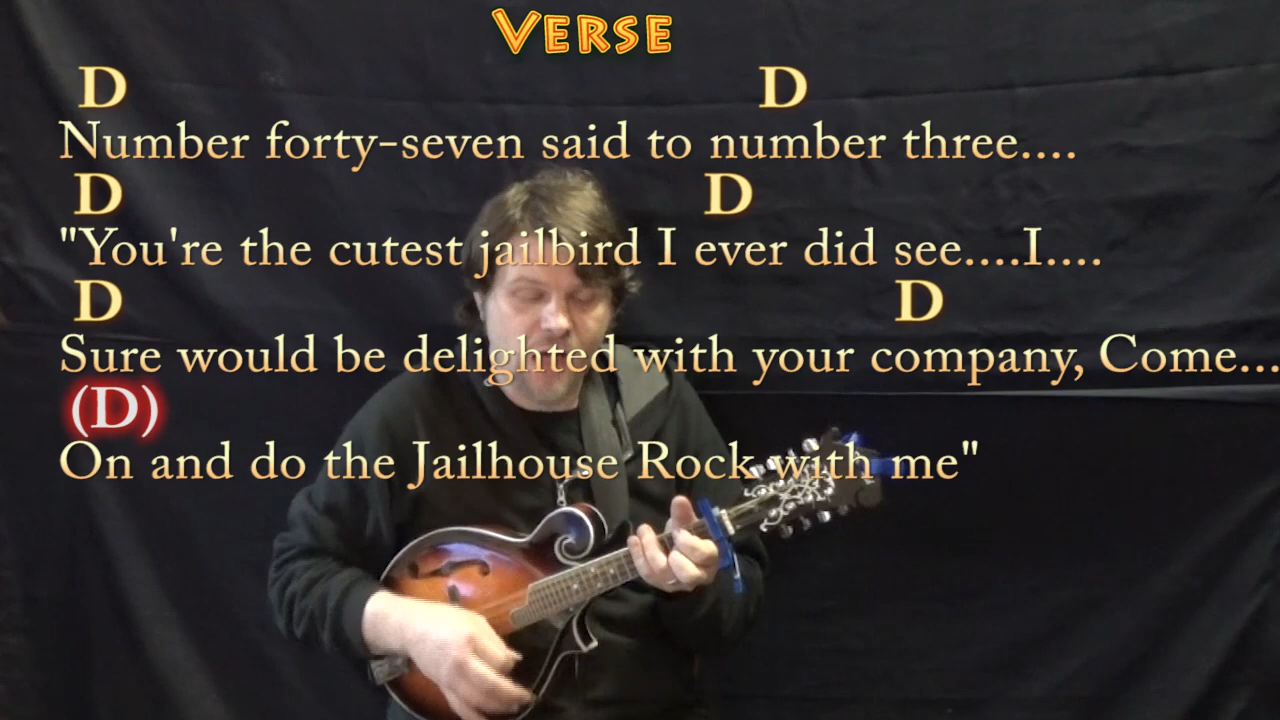 VERSE
D D
Number forty-seven said to number three....
D D
"You're the cutest jailbird I ever did see....I....
D D
Sure would be delighted with your company, Come...
(D)
On and do the Jailhouse Rock with me"